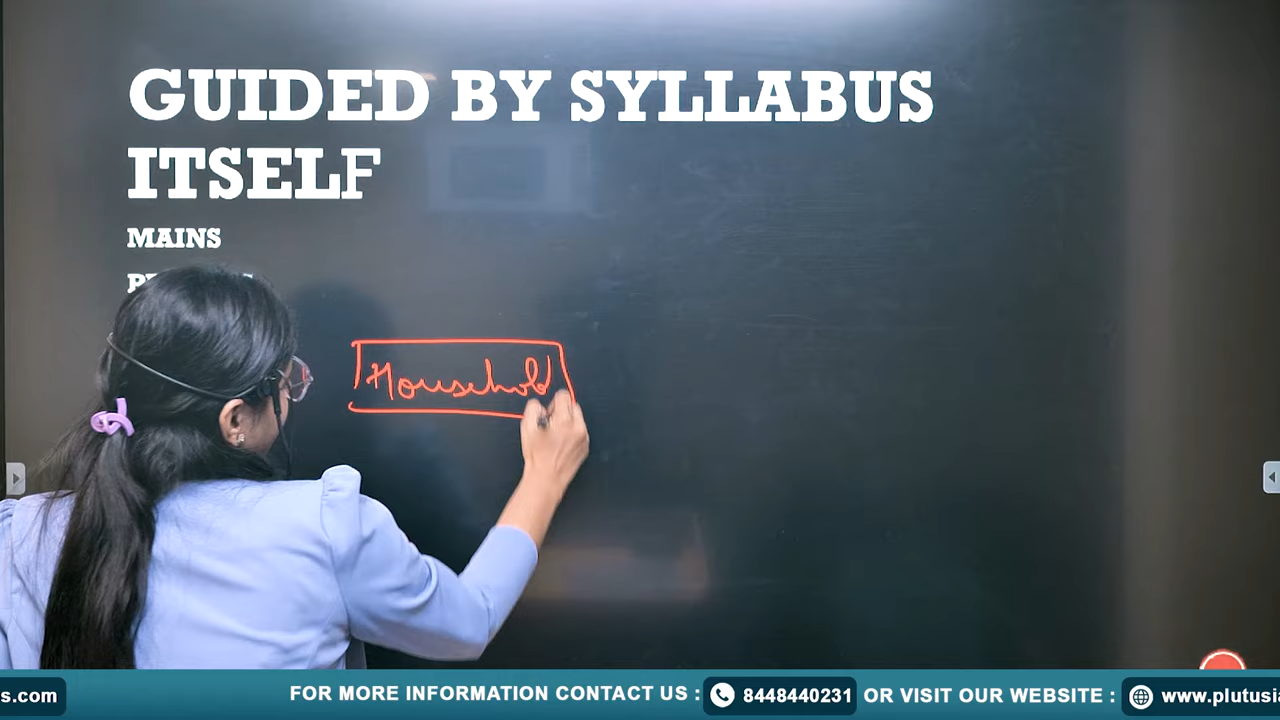 GUIDED BY SYLLABUS
ITSELF
MAINS
Household
s.com FOR MORE INFORMATION CONTACT US : 8448440231 OR VISIT OUR WEBSITE : www.plutusia